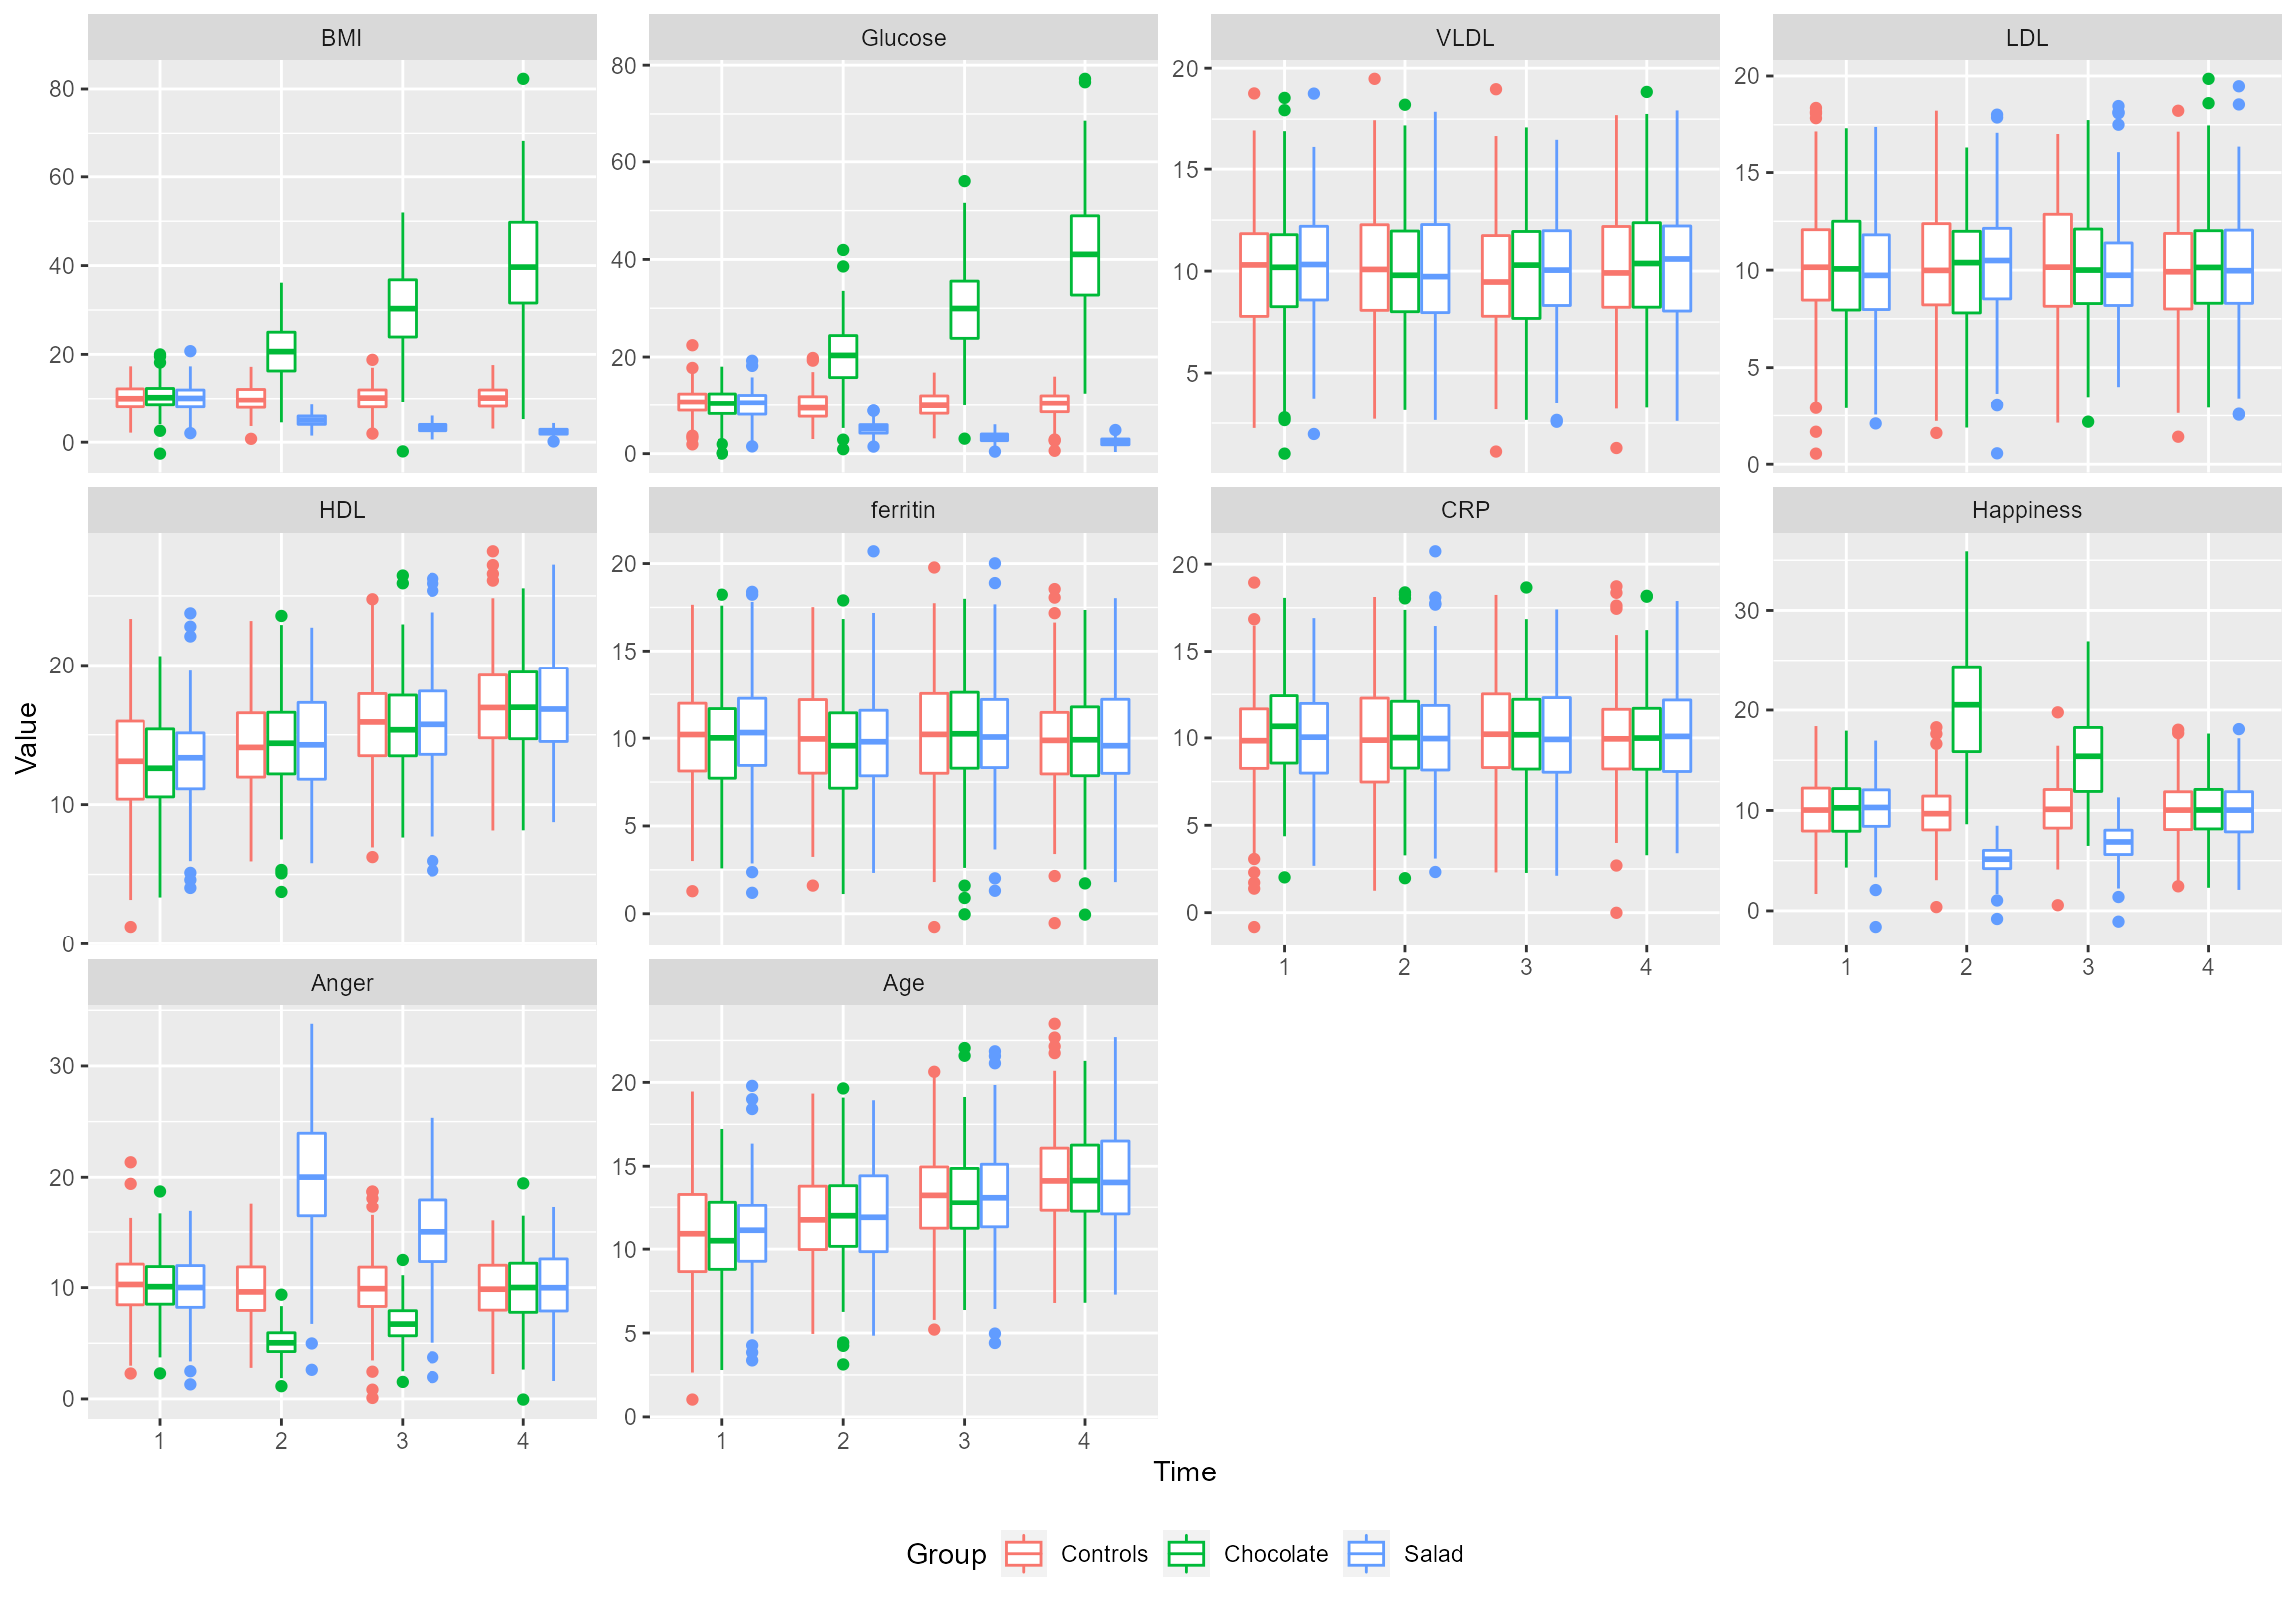 BMI Glucose VLDL LDL
80 60 40 20 0
80 60 40 20 0
20 15 10 5
20 15 10 5 0
HDL ferritin CRP Happiness
20 10 0
20 15 10 5 0
20 15 10 5 0
30 20 10 0
1 2 3 4
1 2 3 4
Value
Anger Age
30 20 10 0
20 15 10 5 0
1 2 3 4
1 2 3 4
Time
Group Controls Chocolate Salad